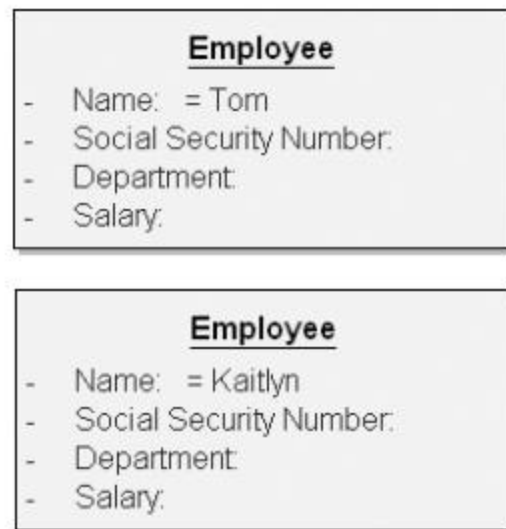 Employee
- Name: = Tom
- Social Security Number:
- Department:
- Salary:
Employee
- Name: = Kaitlyn
- Social Security Number:
- Department:
- Salary: